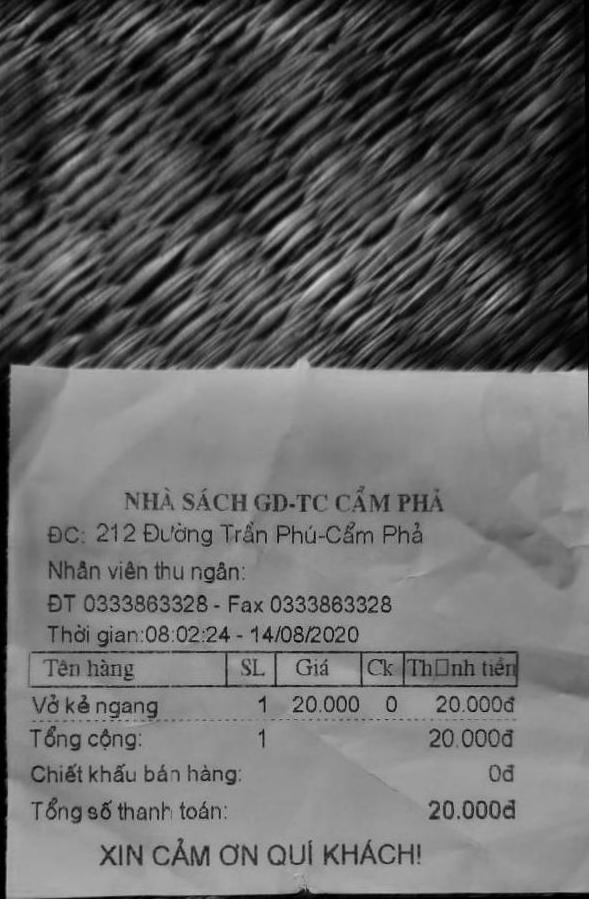 NHÀ SÁCH GD-TC CẨM PHẢ
ĐC: 212 Đường Trần Phú-Cẩm Phả
Nhân viên thu ngân:
ĐT 0333863328 - Fax 0333863328
Thời gian:08:02:24 - 14/08/2020
Tên hàng SL Giá Ck Th□nh tiền
Vở kẻ ngang 1 20.000 0 20.000đ
Tổng cộng: 1 20.000đ
Chiết khấu bán hàng: 0đ
Tổng số thanh toán: 20.000đ
XIN CẢM ƠN QUÍ KHÁCH!